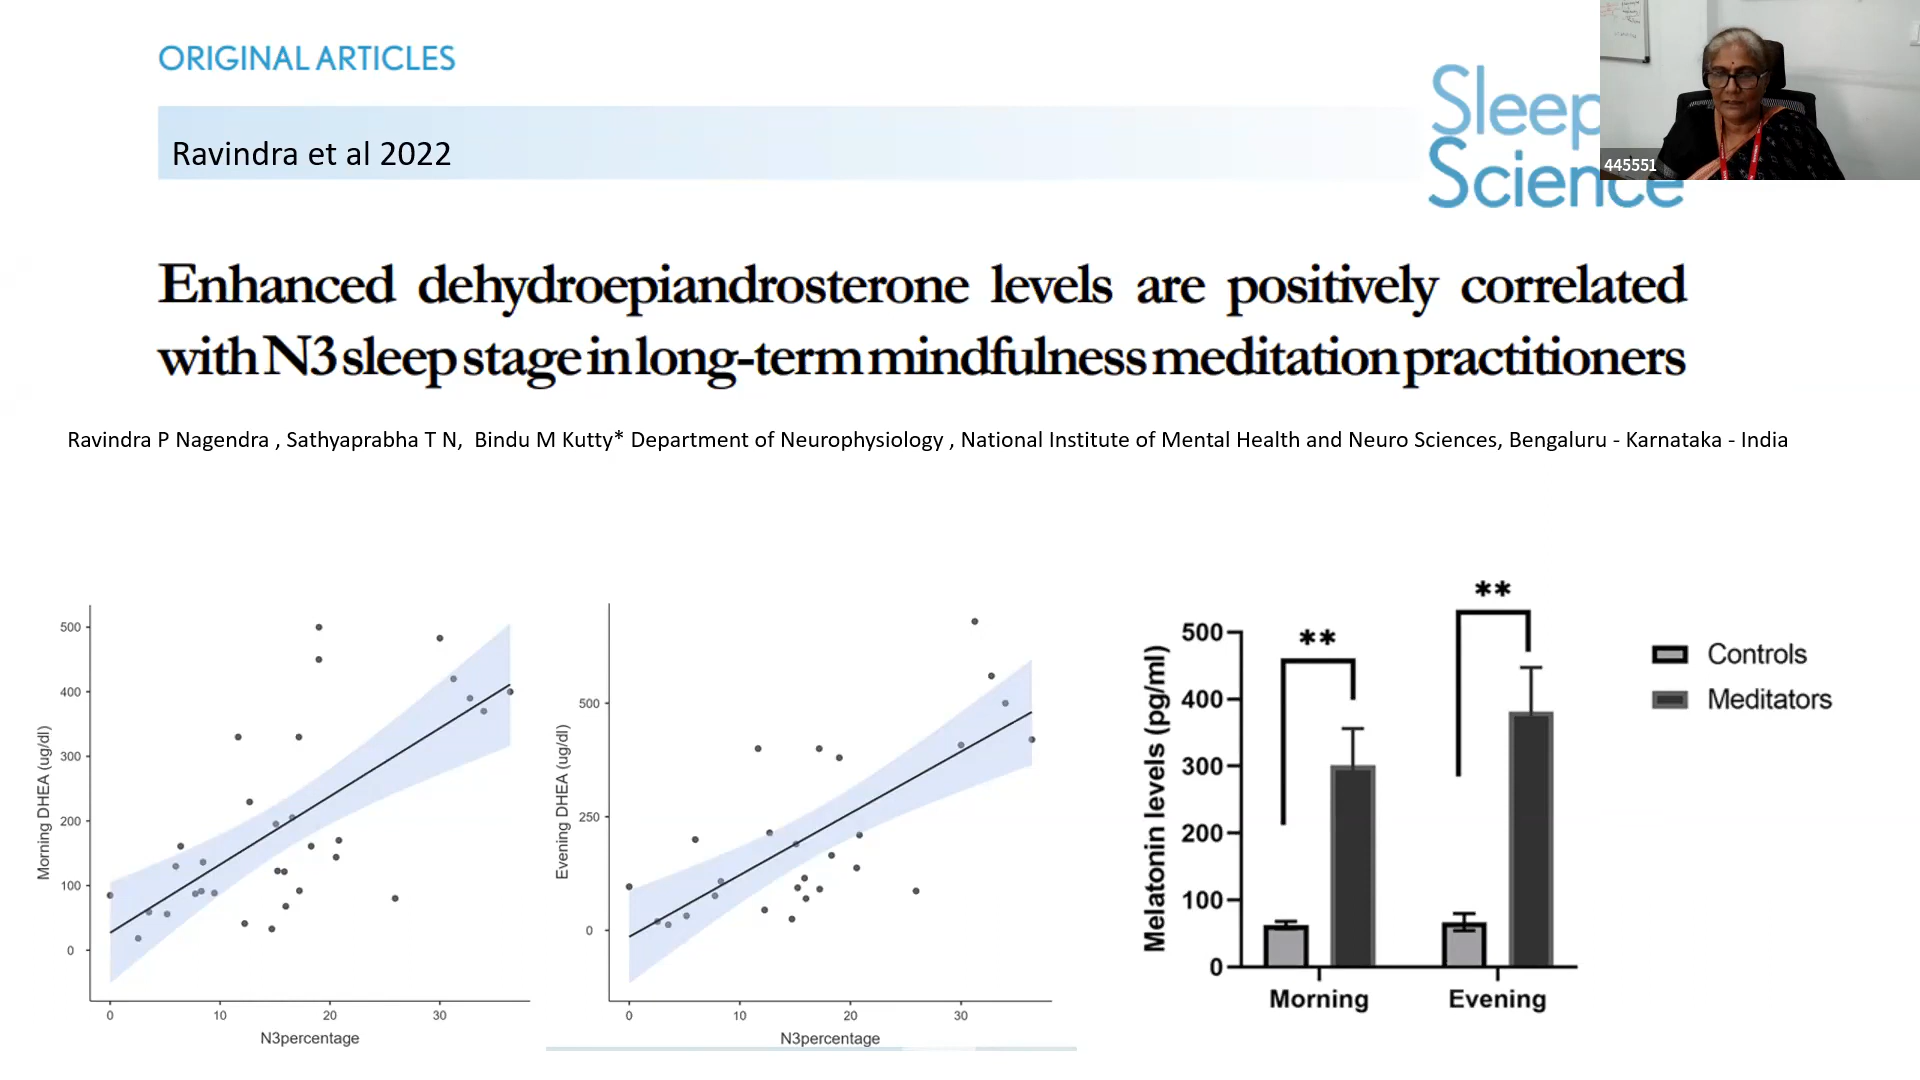 ORIGINAL ARTICLES
Ravindra et al 2022
Sleep
Science
445551
Enhanced dehydroepiandrosterone levels are positively correlated
with N3 sleep stage in long-term mindfulness meditation practitioners
Ravindra P Nagendra , Sathyaprabha T N, Bindu M Kutty* Department of Neurophysiology , National Institute of Mental Health and Neuro Sciences, Bengaluru - Karnataka - India
Morning DHEA (ug/dl)
500
400
300
200
100
0
0 10 20 30
N3percentage
Evening DHEA (ug/dl)
500
250
0
0 10 20 30
N3percentage
Melatonin levels (pg/ml)
500
400
300
200
100
0
** **
Morning Evening
Controls
Meditators